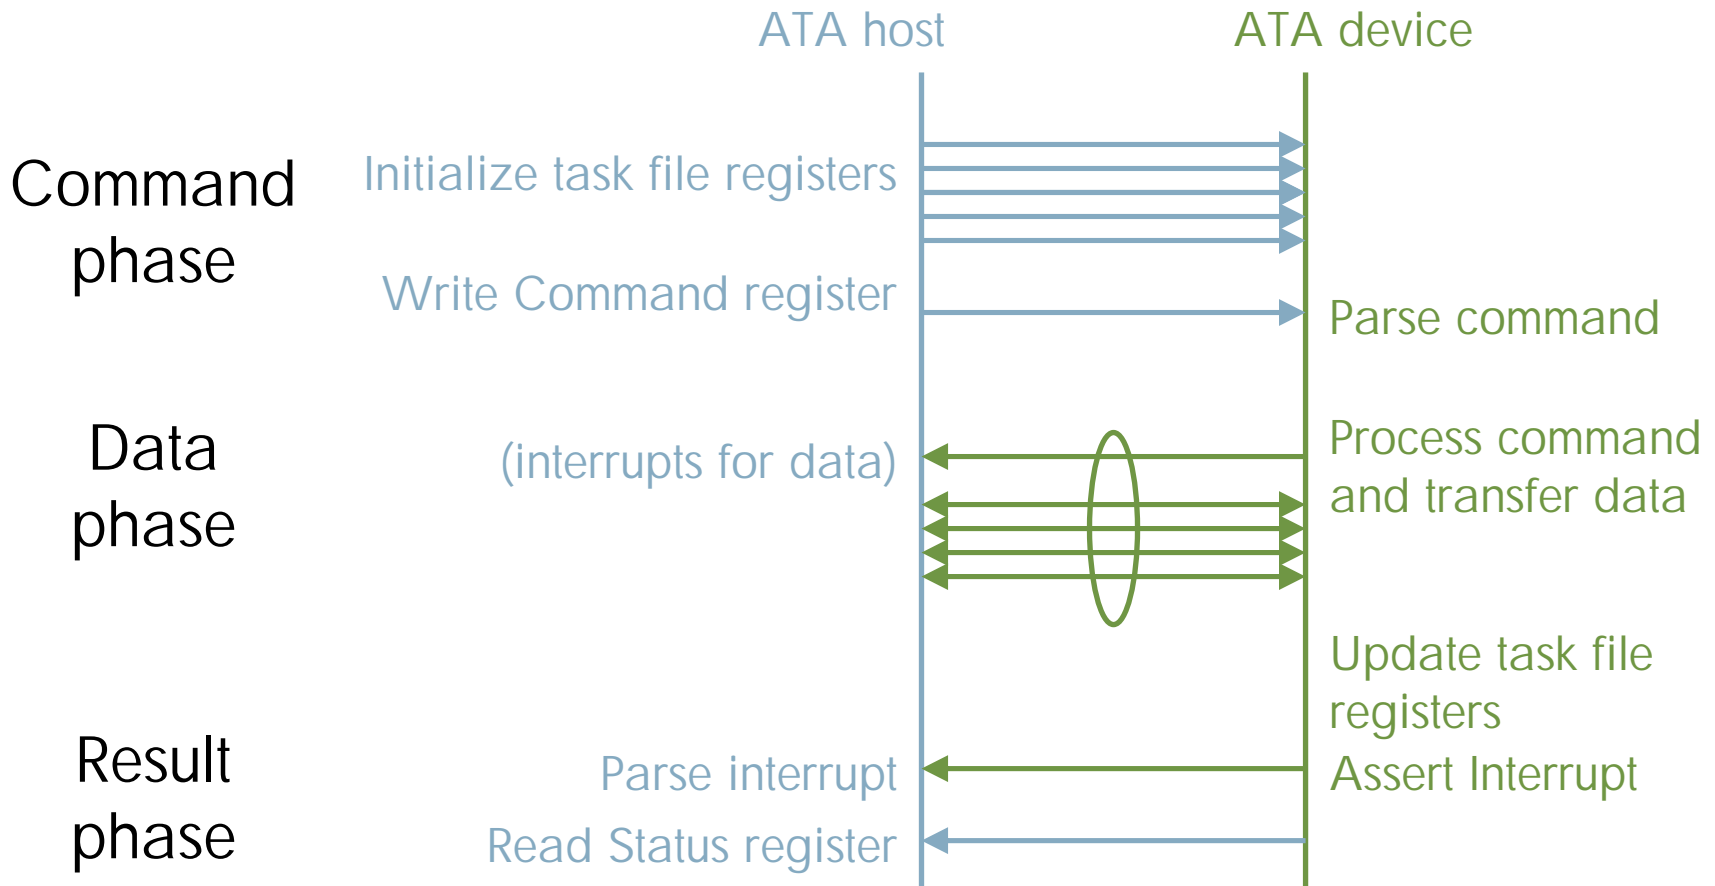 ATA host
ATA device
Command
phase
Initialize task file registers
Write Command register
Parse command
Data
phase
(interrupts for data)
Process command
and transfer data
Update task file
registers
Result
phase
Parse interrupt
Assert Interrupt
Read Status register